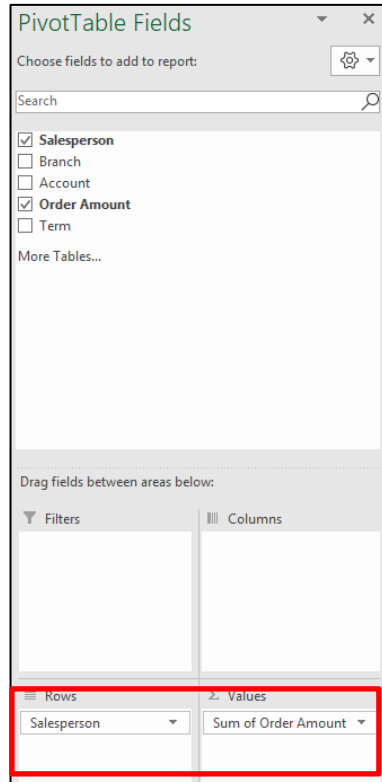 PivotTable Fields
Choose fields to add to report:
Search
Salesperson
Branch
Account
Order Amount
Term
More Tables...
Drag fields between areas below:
Filters
Columns
Rows
Σ Values
Salesperson
Sum of Order Amount